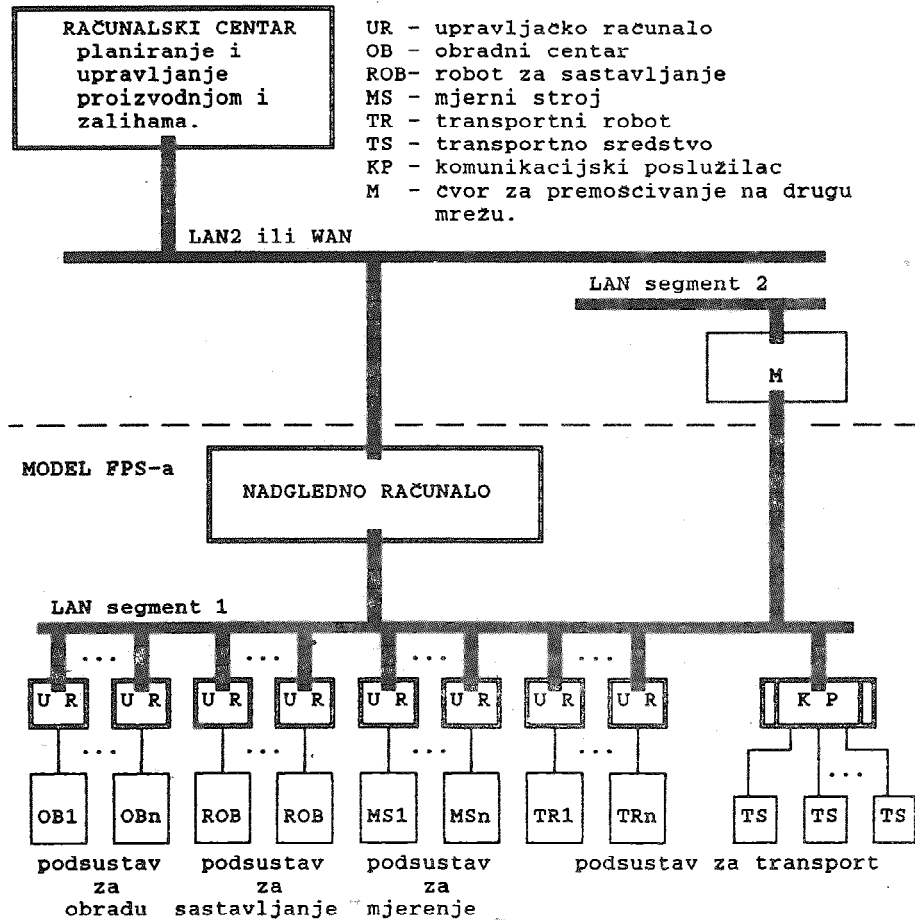 RAČUNALSKI CENTAR
planiranje i
upravljanje
proizvodnjom i
zalihama.
UR - upravljačko računalo
OB - obradni centar
ROB- robot za sastavljanje
MS - mjerni stroj
TR - transportni robot
TS - transportno sredstvo
KP - komunikacijski poslužilac
M - čvor za premošćivanje na drugu
mrežu.
LAN2 ili WAN
LAN segment 2
M
MODEL FPS-a
NADGLEDNO RAČUNALO
LAN segment 1
... ... ... ...
U R U R U R U R U R U R U R U R K P
... ... ... ... ...
OB1 OBn ROB ROB MS1 MSn TR1 TRn TS TS TS
podsustav podsustav podsustav podsustav za transport
za za za
obradu sastavljanje mjerenje